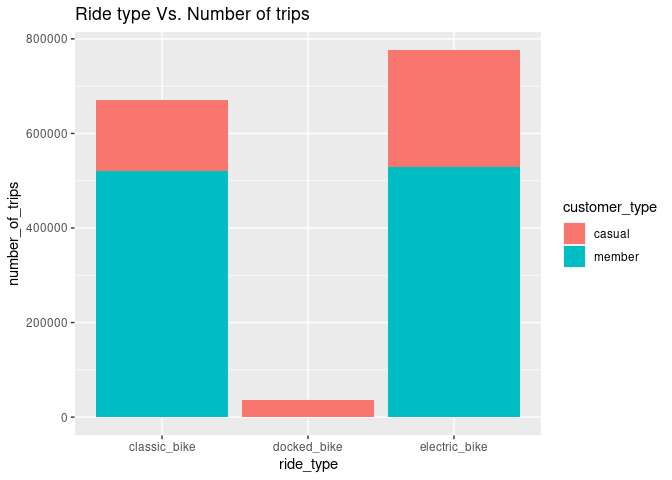 Ride type Vs. Number of trips
800000
600000
400000
200000
0
number_of_trips
classic_bike
docked_bike
electric_bike
ride_type
customer_type
casual
member